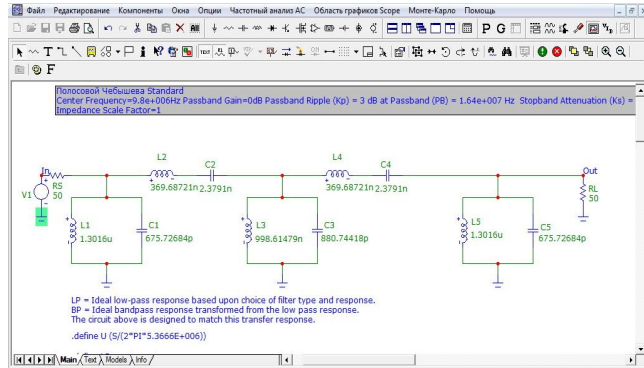 Файл Редактирование Компоненты Окна Опции Частотный анализ AC Область графиков Scope Монте-Карло Помощь
Полосовой Чебышева Standard
Center Frequency=9.8e+006Hz Passband Gain=0dB Passband Ripple (Kp) = 3 dB at Passband (PB) = 1.64e+007 Hz Stopband Attenuation (Ks) =
Impedance Scale Factor=1
In
RS
50
V1
L2
369.68721n
C2
2.3791n
L4
369.68721n
C4
2.3791n
Out
RL
50
L1
1.3016u
C1
675.72684p
L3
998.61479n
C3
880.74418p
L5
1.3016u
C5
675.72684p
LP = Ideal low-pass response based upon choice of filter type and response.
BP = Ideal bandpass response transformed from the low pass response.
The circuit above is designed to match this transfer response.
.define U (S/(2*PI*5.3666E+006))
Main Text Models Info